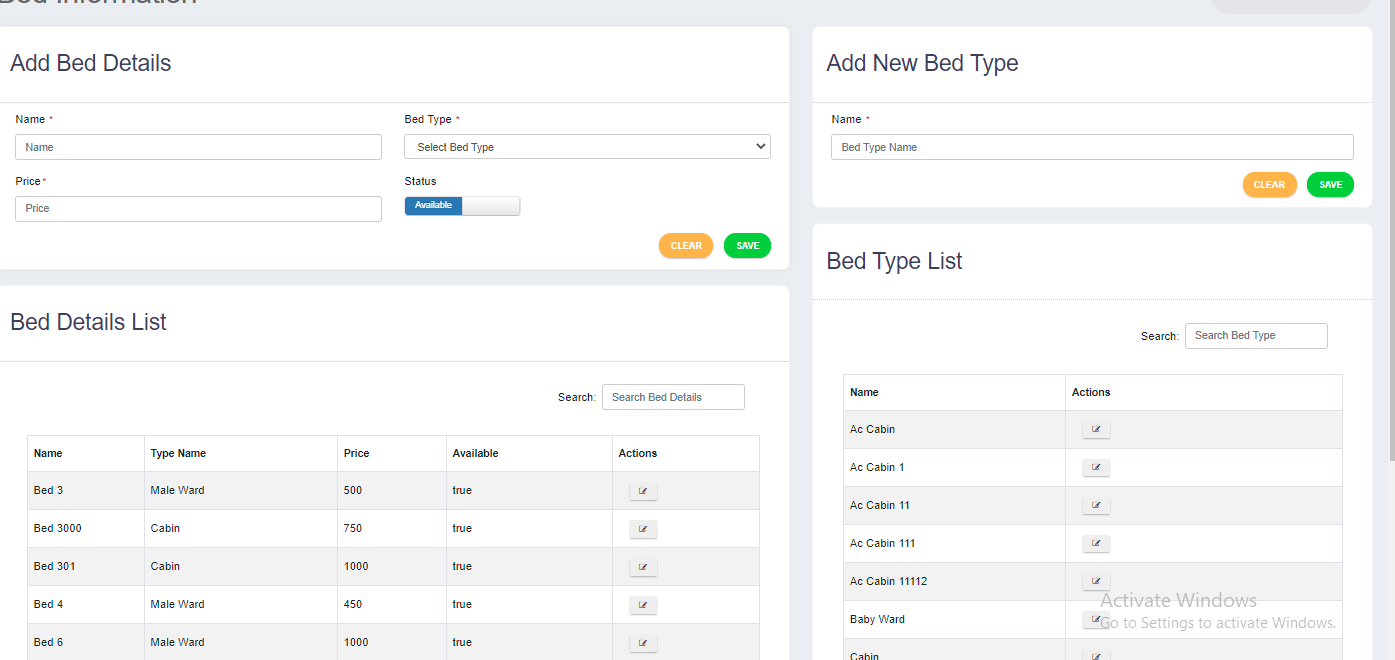 Bed Information
Add Bed Details
Name *
Bed Type *
Name
Select Bed Type
Price*
Status
Price
Available
CLEAR
SAVE
Bed Details List
Search: Search Bed Details
Name Type Name Price Available Actions
Bed 3 Male Ward 500 true
Bed 3000 Cabin 750 true
Bed 301 Cabin 1000 true
Bed 4 Male Ward 450 true
Bed 6 Male Ward 1000 true
Add New Bed Type
Name *
Bed Type Name
CLEAR
SAVE
Bed Type List
Search: Search Bed Type
Name Actions
Ac Cabin
Ac Cabin 1
Ac Cabin 11
Ac Cabin 111
Ac Cabin 11112
Baby Ward
Cabin
Activate Windows
Go to Settings to activate Windows.